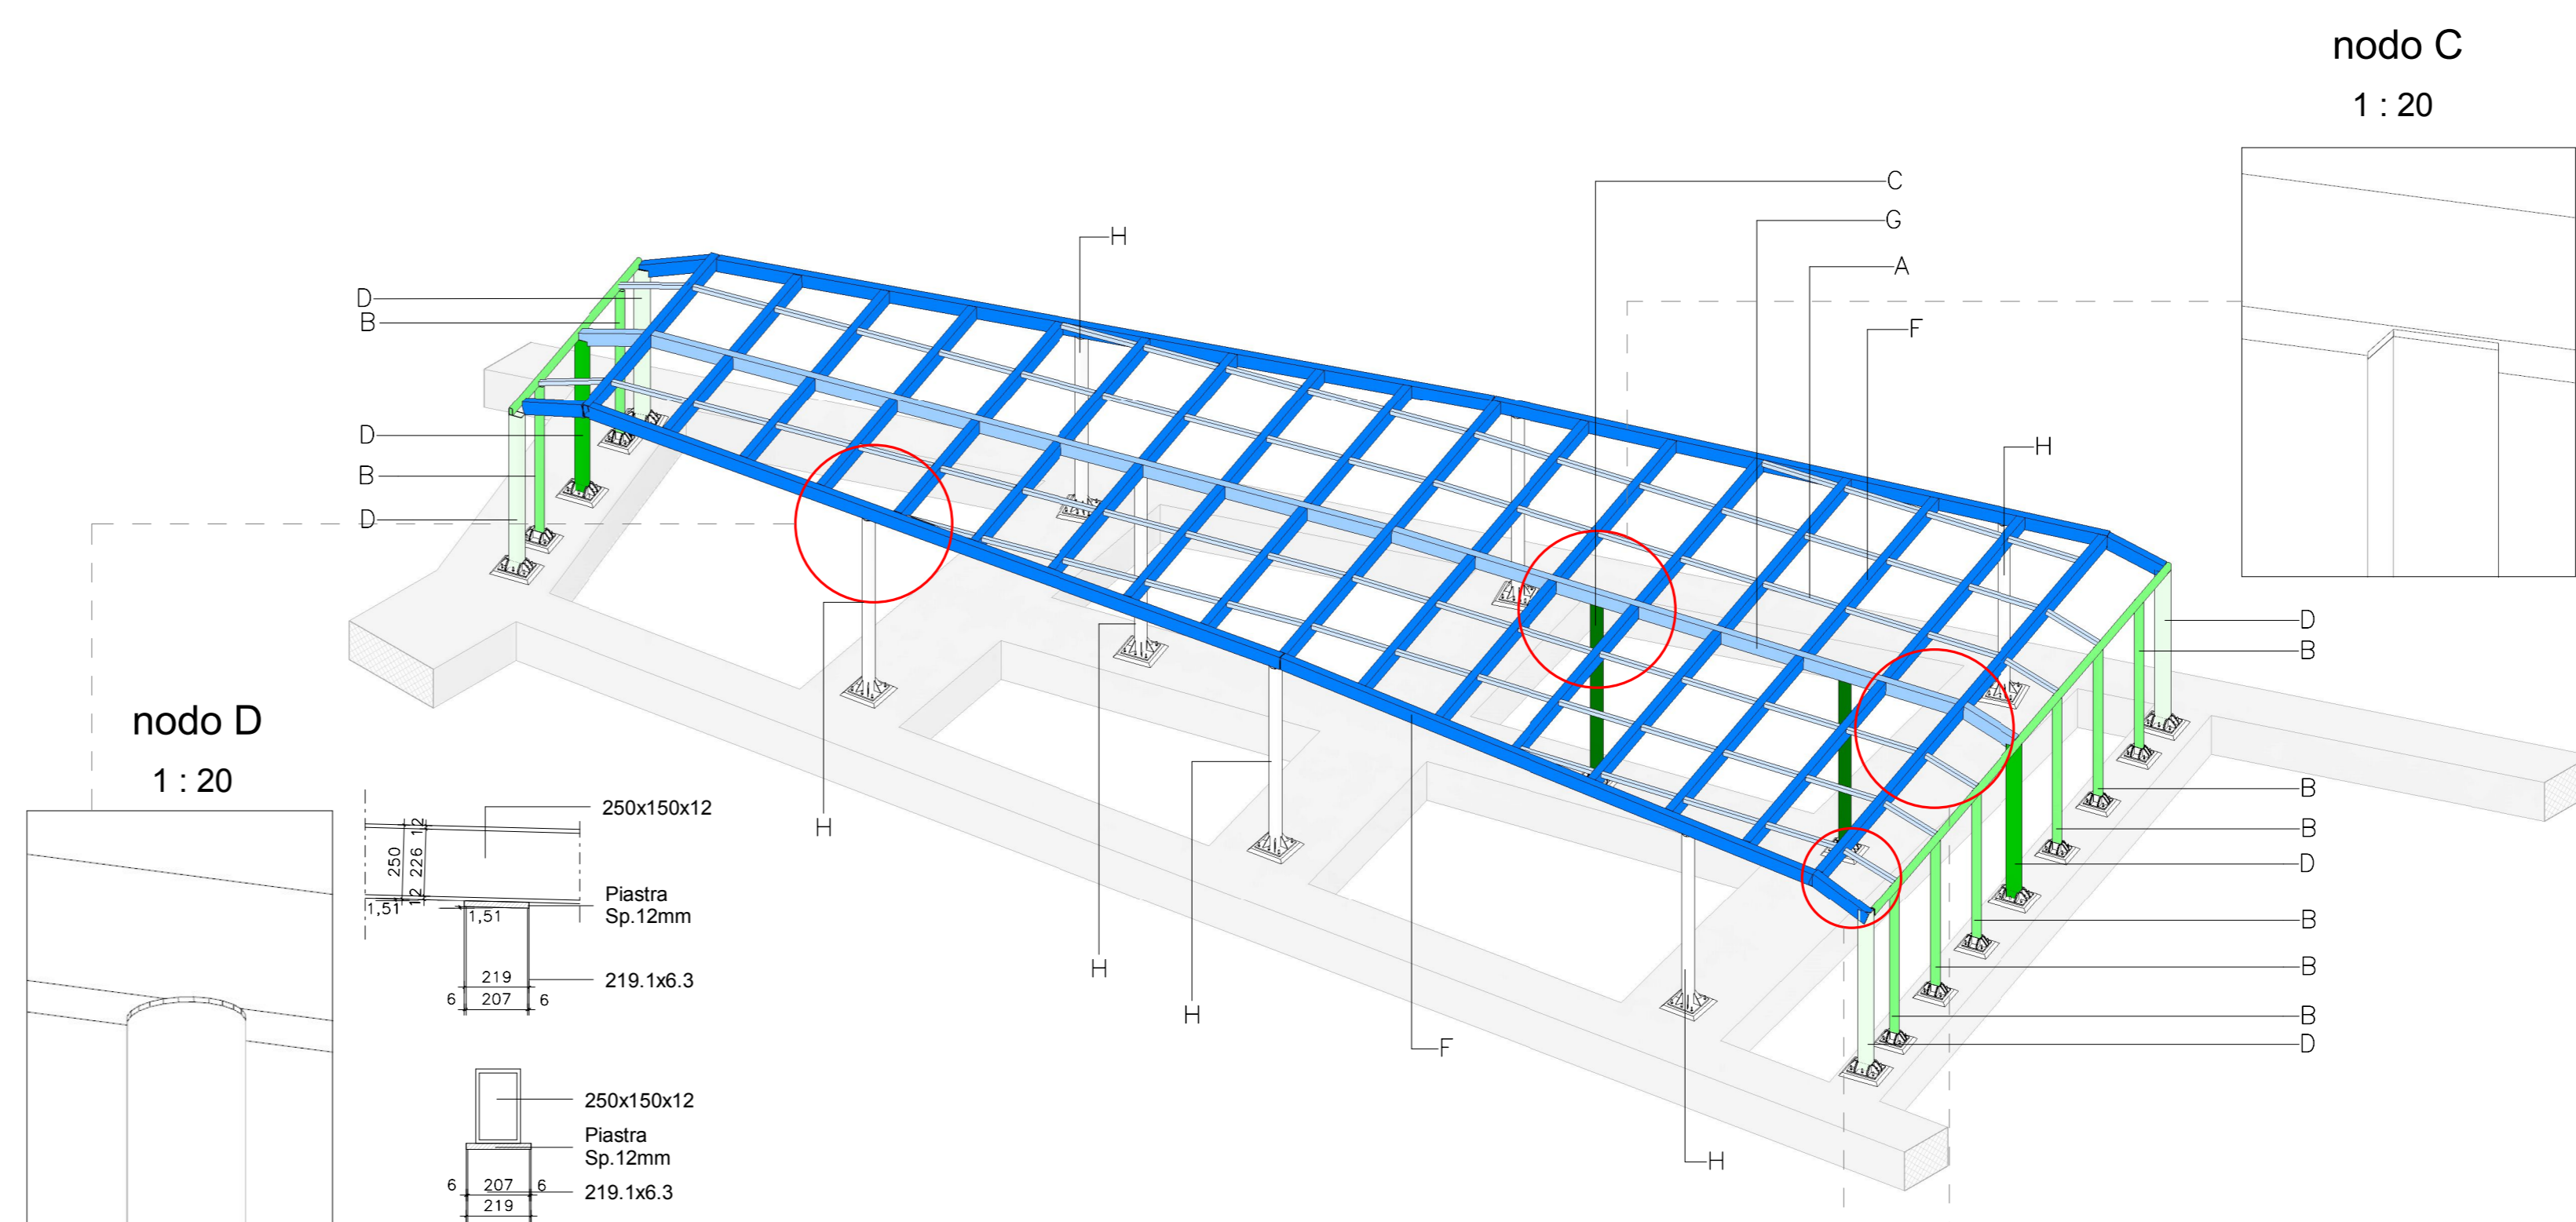 nodo C
1 : 20
C
G
A
F
H
H
D
B
D
B
D
H
H
H
F
H
D
B
B
B
D
B
B
B
D
nodo D
1 : 20
250x150x12
250
226
12
12
1,51
1,51
Piastra
Sp.12mm
219
219.1x6.3
6
207
6
250x150x12
Piastra
Sp.12mm
6
207
6
219.1x6.3
219